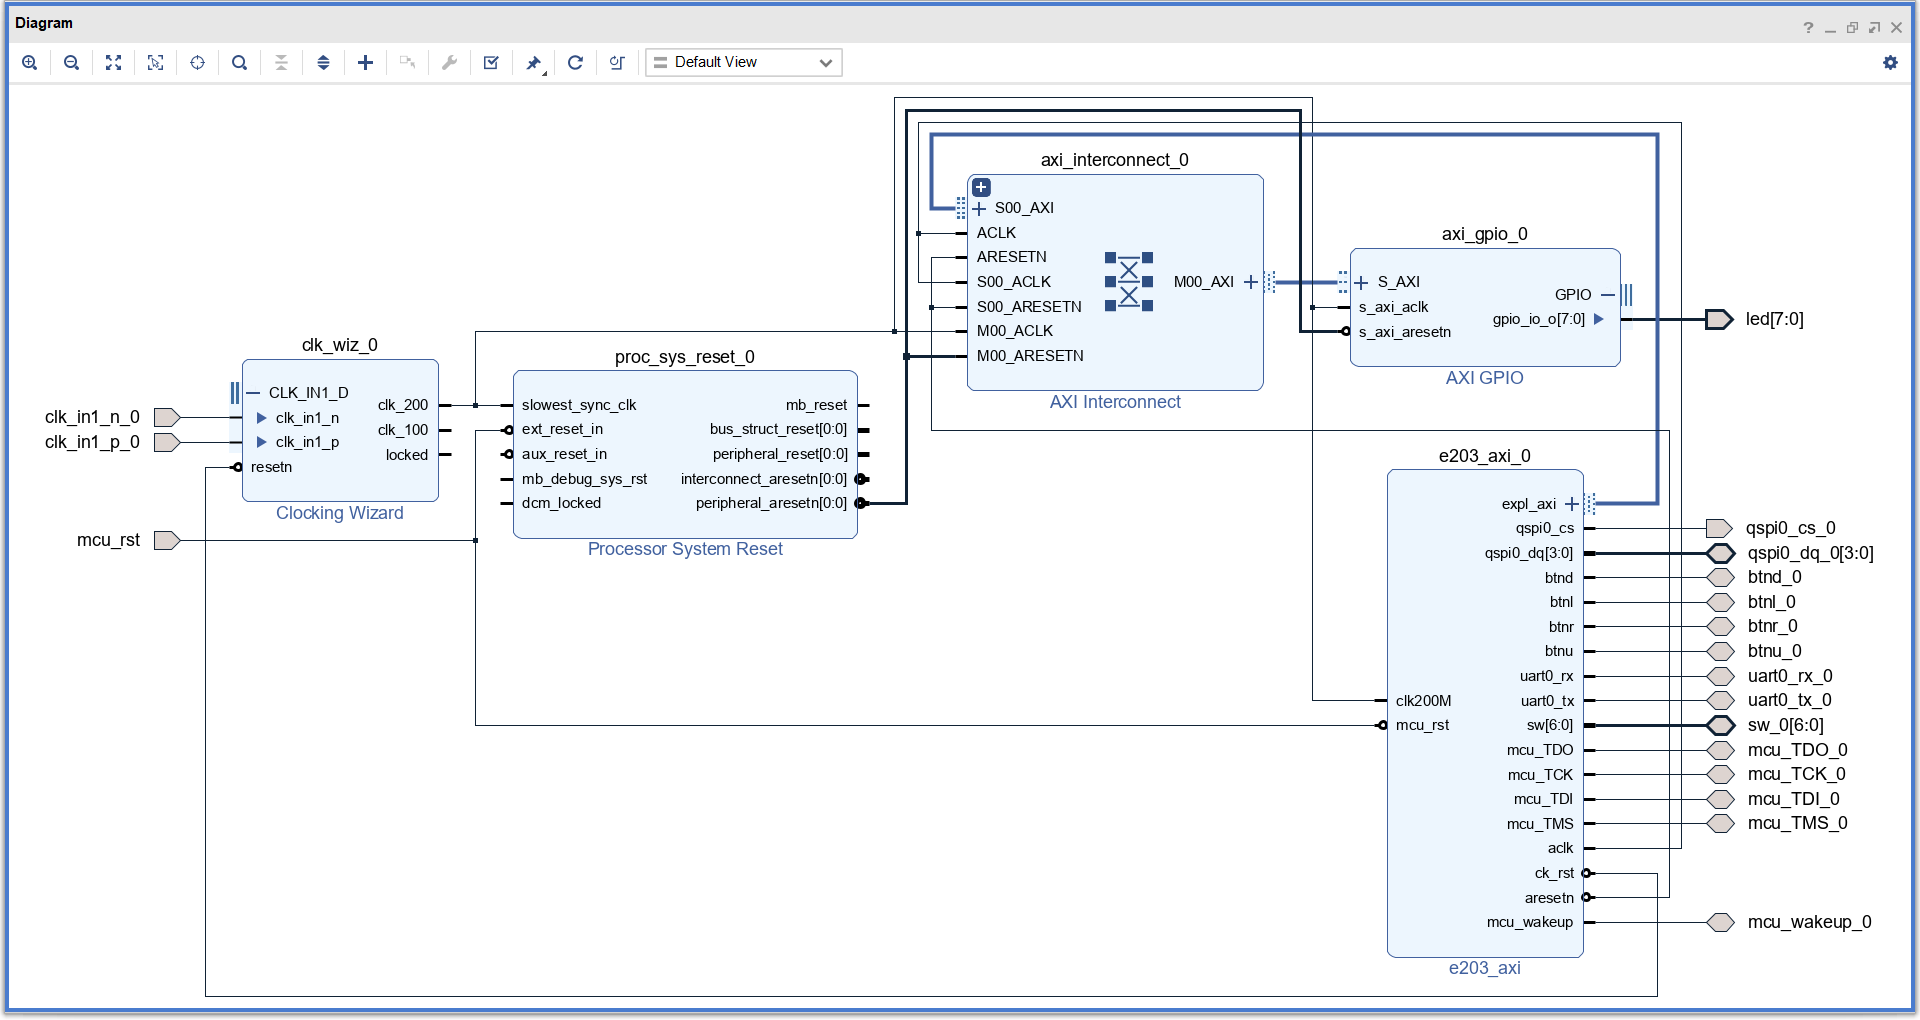 Diagram
?
Default View
axi_interconnect_0
S00_AXI
ACLK
ARESETN
S00_ACLK
S00_ARESETN
M00_ACLK
M00_ARESETN
M00_AXI
AXI Interconnect
axi_gpio_0
S_AXI
s_axi_aclk
s_axi_aresetn
GPIO
gpio_io_o[7:0]
AXI GPIO
led[7:0]
clk_wiz_0
CLK_IN1_D
clk_in1_n
clk_in1_p
resetn
clk_200
clk_100
locked
Clocking Wizard
clk_in1_n_0
clk_in1_p_0
mcu_rst
proc_sys_reset_0
slowest_sync_clk
ext_reset_in
aux_reset_in
mb_debug_sys_rst
dcm_locked
mb_reset
bus_struct_reset[0:0]
peripheral_reset[0:0]
interconnect_aresetn[0:0]
peripheral_aresetn[0:0]
Processor System Reset
e203_axi_0
clk200M
mcu_rst
expl_axi
qspi0_cs
qspi0_dq[3:0]
btnd
btnl
btnr
btnu
uart0_rx
uart0_tx
sw[6:0]
mcu_TDO
mcu_TCK
mcu_TDI
mcu_TMS
aclk
ck_rst
aresetn
mcu_wakeup
e203_axi
qspi0_cs_0
qspi0_dq_0[3:0]
btnd_0
btnl_0
btnr_0
btnu_0
uart0_rx_0
uart0_tx_0
sw_0[6:0]
mcu_TDO_0
mcu_TCK_0
mcu_TDI_0
mcu_TMS_0
mcu_wakeup_0